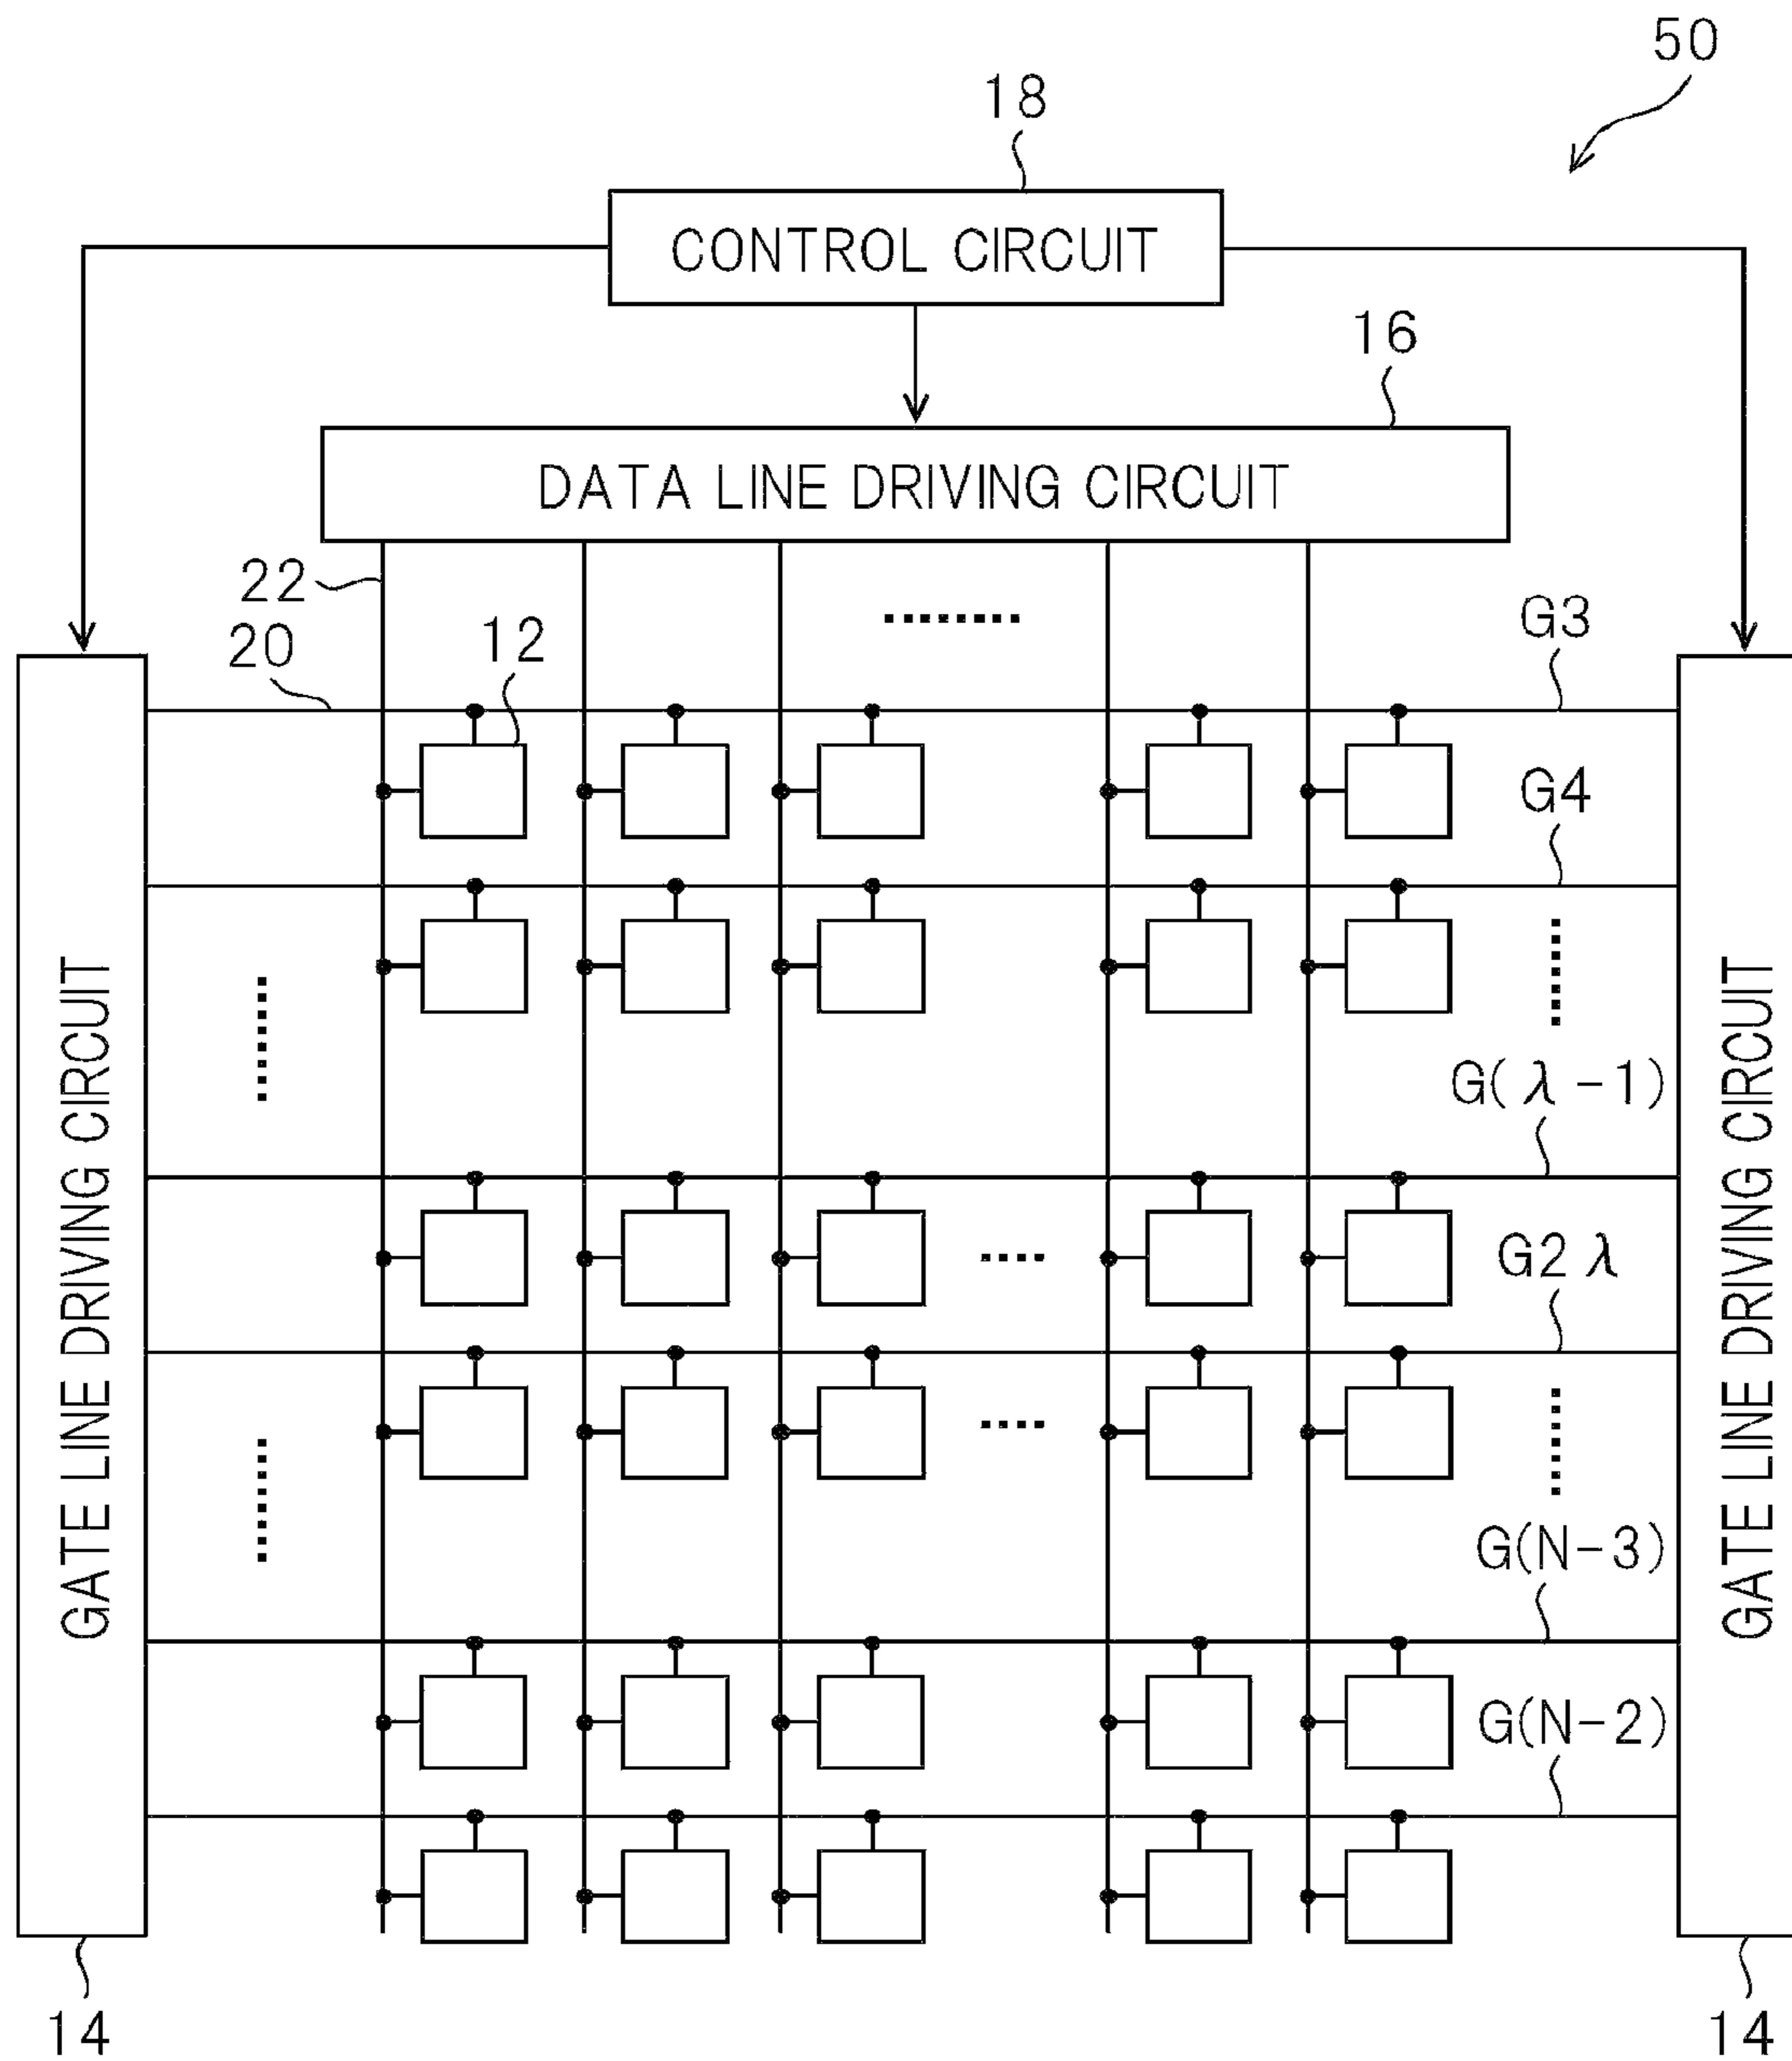 50
18
CONTROL CIRCUIT
16
DATA LINE DRIVING CIRCUIT
22
20
12
G3
G4
G(λ-1)
G2λ
G(N-3)
G(N-2)
GATE LINE DRIVING CIRCUIT
GATE LINE DRIVING CIRCUIT
14
14